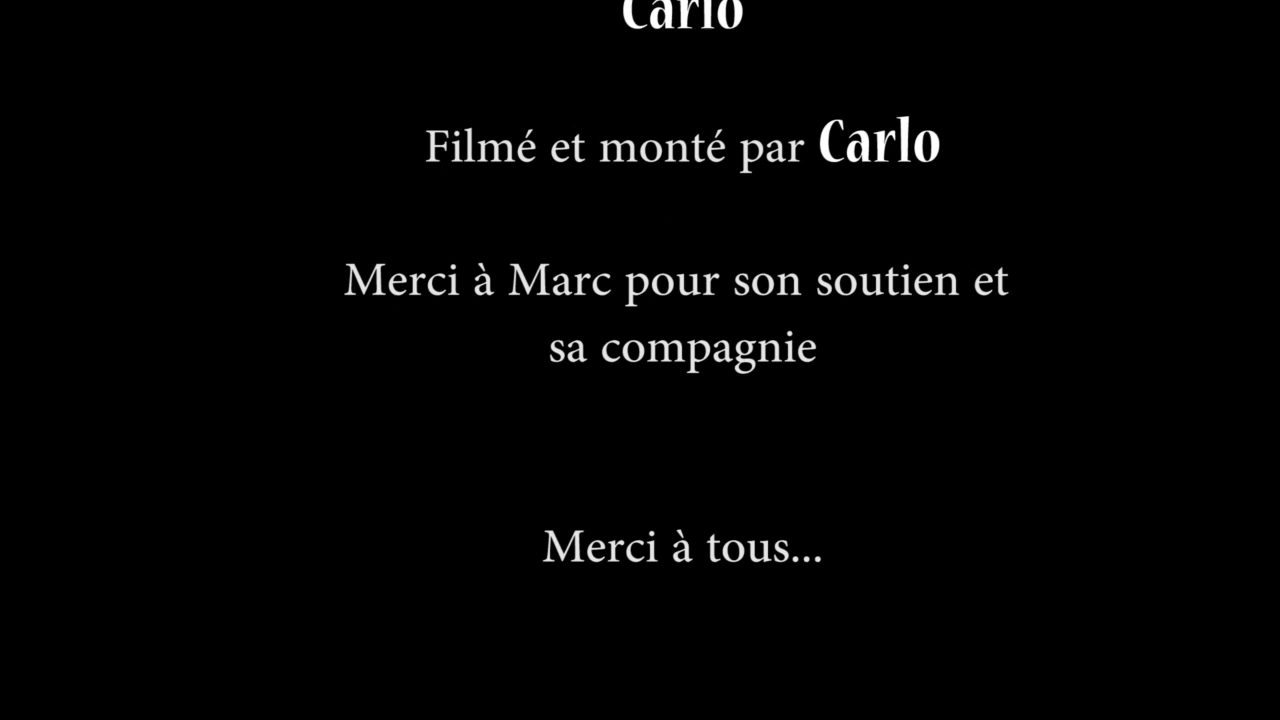 Carlo
Filmé et monté par Carlo
Merci à Marc pour son soutien et
sa compagnie
Merci à tous...